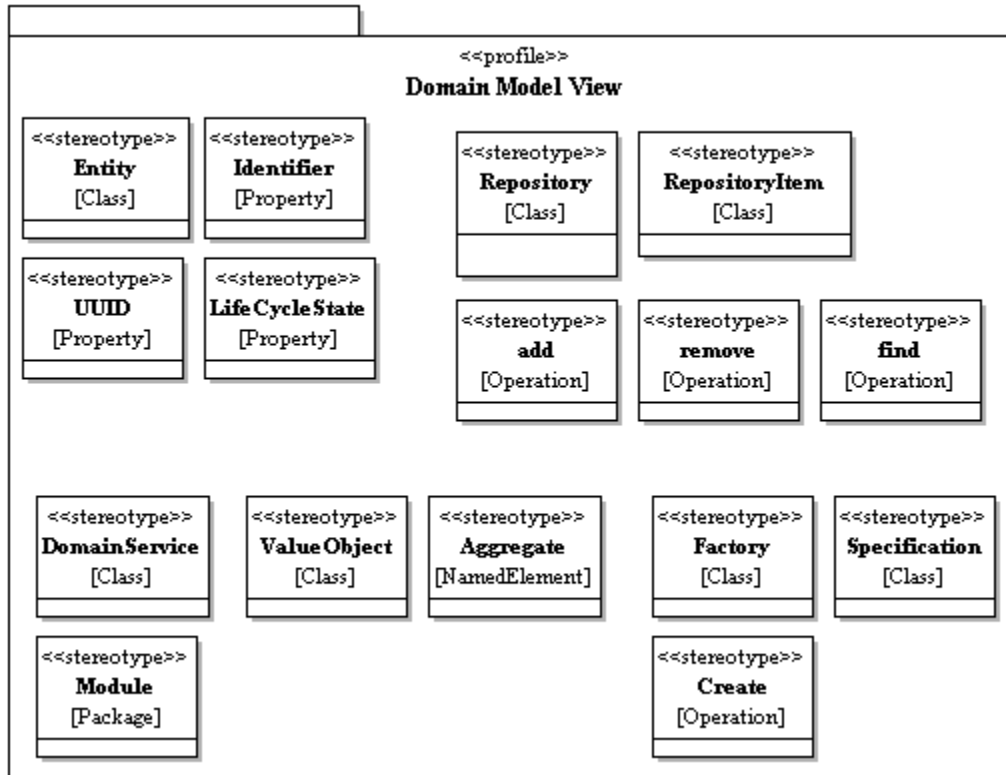 <<profile>>
Domain Model View
<<stereotype>>
Entity
[Class]
<<stereotype>>
Identifier
[Property]
<<stereotype>>
Repository
[Class]
<<stereotype>>
RepositoryItem
[Class]
<<stereotype>>
UUID
[Property]
<<stereotype>>
LifeCycleState
[Property]
<<stereotype>>
add
[Operation]
<<stereotype>>
remove
[Operation]
<<stereotype>>
find
[Operation]
<<stereotype>>
DomainService
[Class]
<<stereotype>>
ValueObject
[Class]
<<stereotype>>
Aggregate
[NamedElement]
<<stereotype>>
Factory
[Class]
<<stereotype>>
Specification
[Class]
<<stereotype>>
Module
[Package]
<<stereotype>>
Create
[Operation]